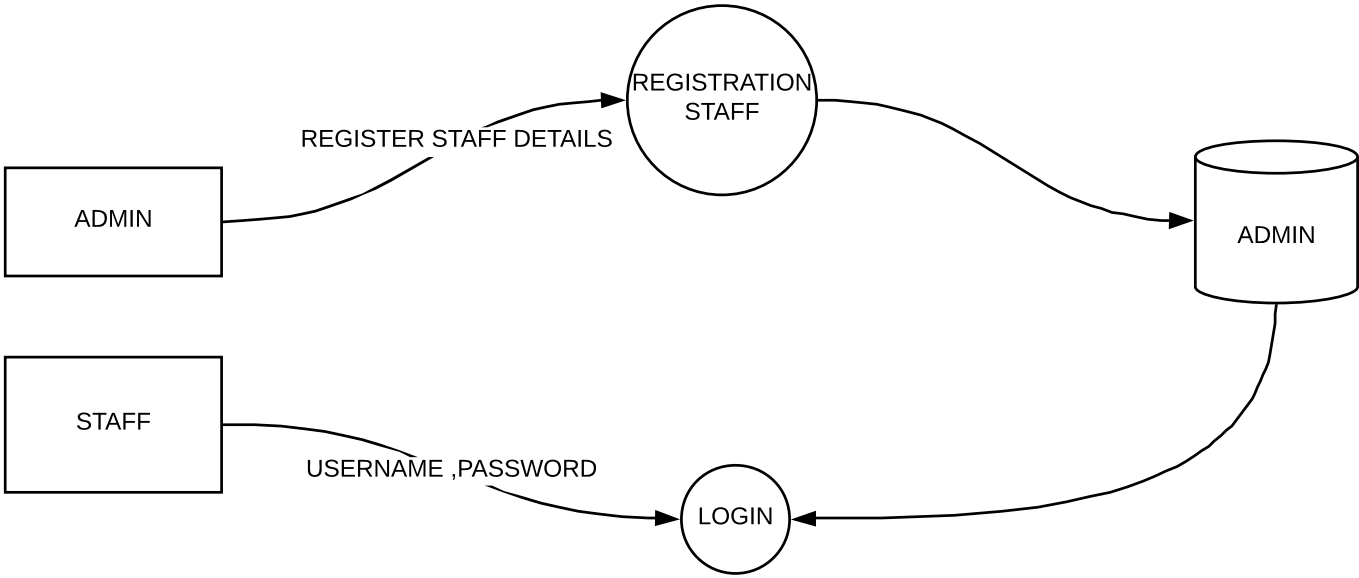 REGISTRATION
STAFF
REGISTER STAFF DETAILS
ADMIN
ADMIN
STAFF
USERNAME ,PASSWORD
LOGIN